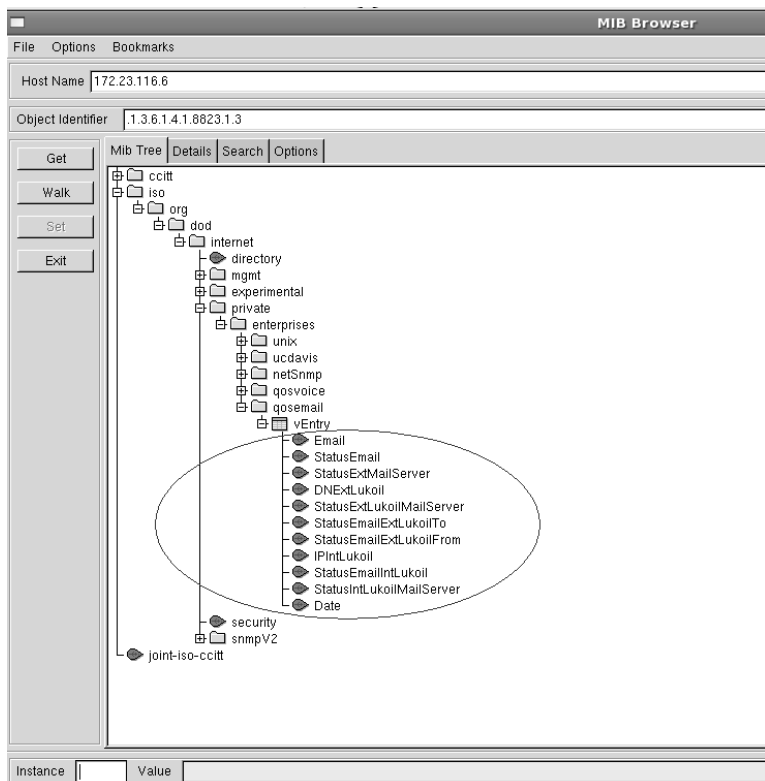 MIB Browser
File Options Bookmarks
Host Name 172.23.116.6
Object Identifier .1.3.6.1.4.1.8823.1.3
Get
Walk
Set
Exit
Mib Tree Details Search Options
ccitt
iso
org
dod
internet
directory
mgmt
experimental
private
enterprises
unix
ucdavis
netSnmp
qosvoice
qosemail
vEntry
Email
StatusEmail
StatusExtMailServer
DNExtLukoil
StatusExtLukoilMailServer
StatusEmailExtLukoilTo
StatusEmailExtLukoilFrom
IPIntLukoil
StatusEmailIntLukoil
StatusIntLukoilMailServer
Date
security
snmpV2
joint-iso-ccitt
Instance Value